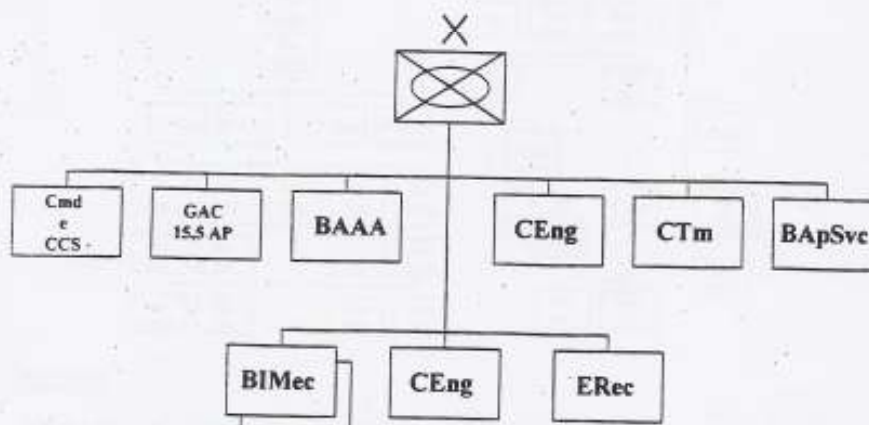 X
Cmd
e
CCS -
GAC
15.5 AP
BAAA
CEng
CTm
BApSvc
BIMec
CEng
ERec